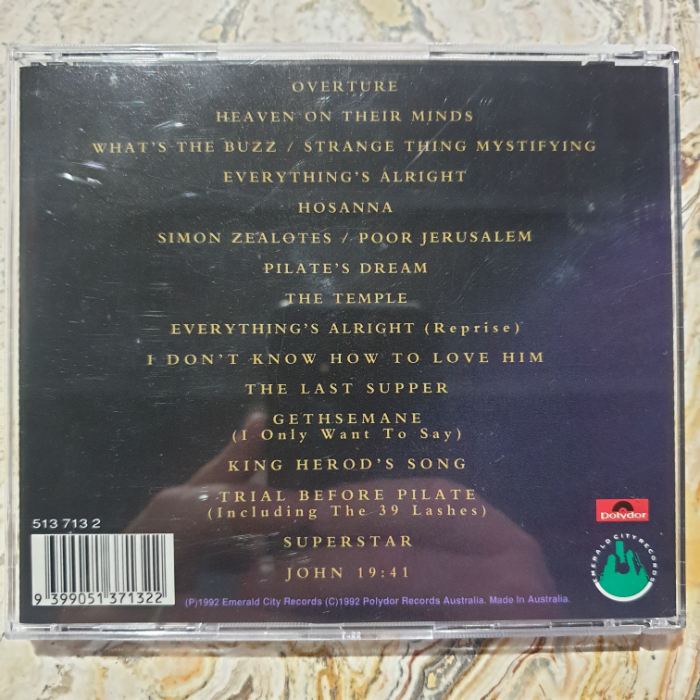 OVERTURE
HEAVEN ON THEIR MINDS
WHAT'S THE BUZZ / STRANGE THING MYSTIFYING
EVERYTHING'S ALRIGHT
HOSANNA
SIMON ZEALOTES / POOR JERUSALEM
PILATE'S DREAM
THE TEMPLE
EVERYTHING'S ALRIGHT (Reprise)
I DON'T KNOW HOW TO LOVE HIM
THE LAST SUPPER
GETHSEMANE
(I Only Want To Say)
KING HEROD'S SONG
TRIAL BEFORE PILATE
(Including The 39 Lashes)
SUPERSTAR
JOHN 19:41
513 713 2
9 399051 371322
Polydor
EMERALD CITY RECORDS
(P)1992 Emerald City Records (C)1992 Polydor Records Australia. Made In Australia.